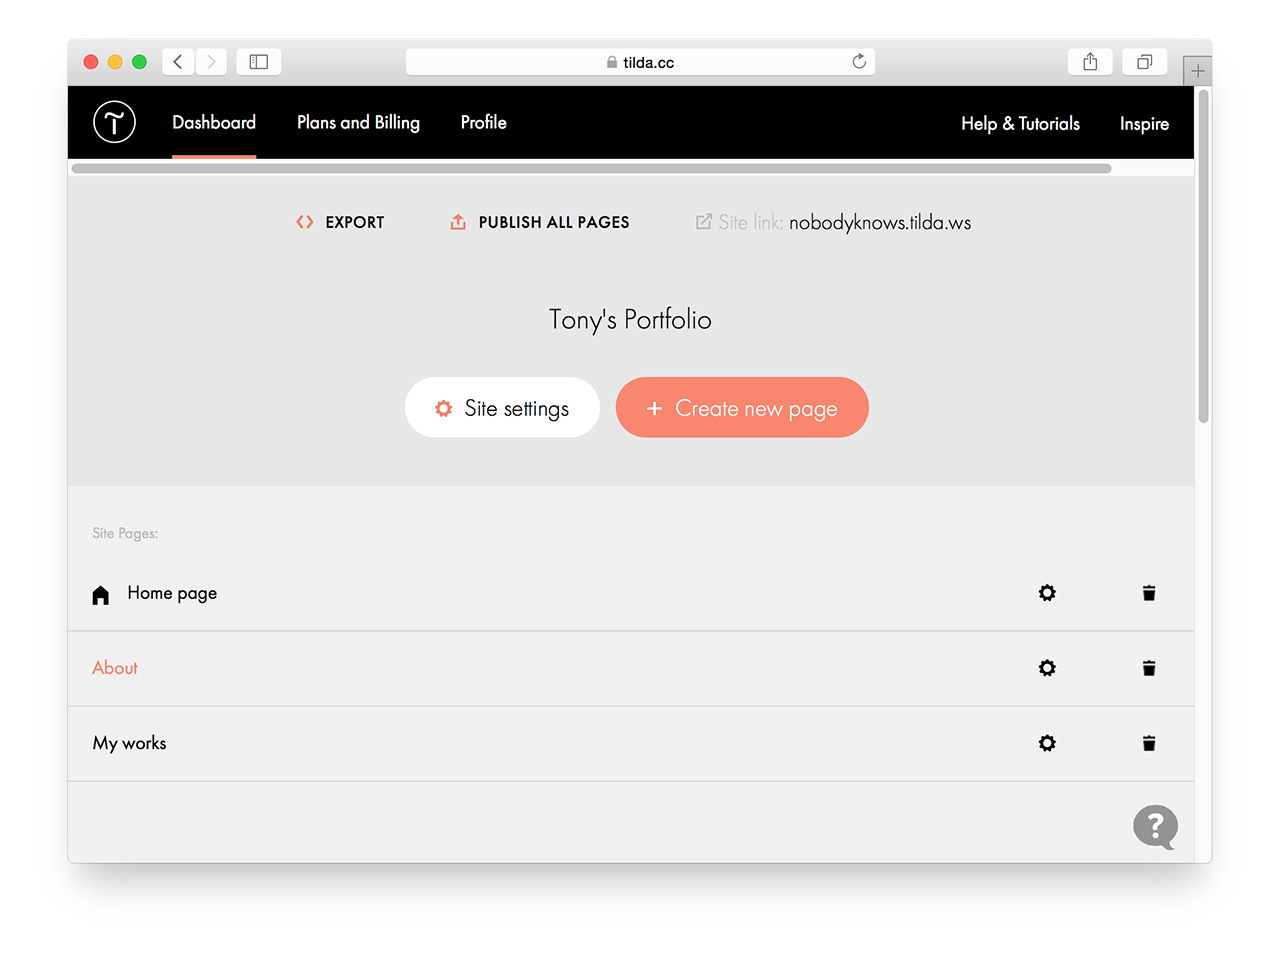 tilda.cc
Dashboard Plans and Billing Profile Help & Tutorials Inspire
EXPORT PUBLISH ALL PAGES Site link: nobodyknows.tilda.ws
Tony's Portfolio
Site settings + Create new page
Site Pages:
Home page
About
My works
?